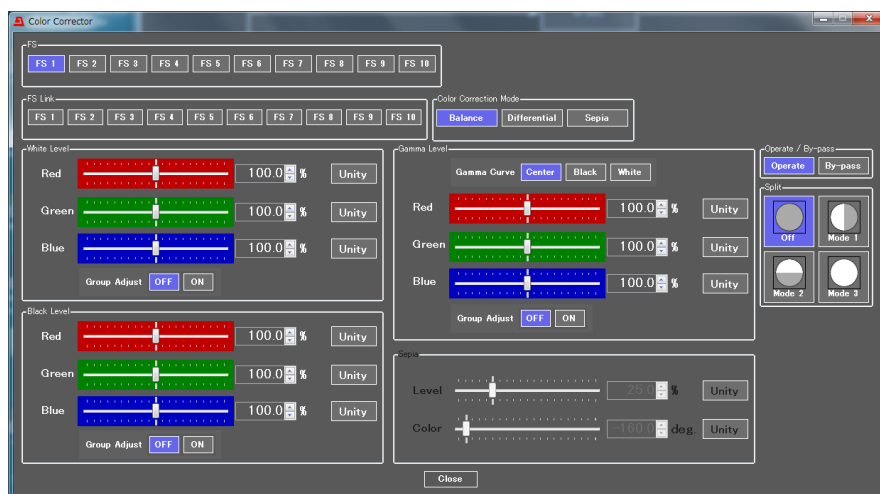 Color Corrector
FS
FS 1 FS 2 FS 3 FS 4 FS 5 FS 6 FS 7 FS 8 FS 9 FS 10
FS Link
FS 1 FS 2 FS 3 FS 4 FS 5 FS 6 FS 7 FS 8 FS 9 FS 10
Color Correction Mode
Balance Differential Sepia
White Level
Red 100.0 % Unity
Green 100.0 % Unity
Blue 100.0 % Unity
Group Adjust OFF ON
Black Level
Red 100.0 % Unity
Green 100.0 % Unity
Blue 100.0 % Unity
Group Adjust OFF ON
Gamma Level
Gamma Curve Center Black White
Red 100.0 % Unity
Green 100.0 % Unity
Blue 100.0 % Unity
Group Adjust OFF ON
Sepia
Level 25.0 % Unity
Color -160.0 deg. Unity
Operate / By-pass
Operate By-pass
Split
Off Mode 1
Mode 2 Mode 3
Close